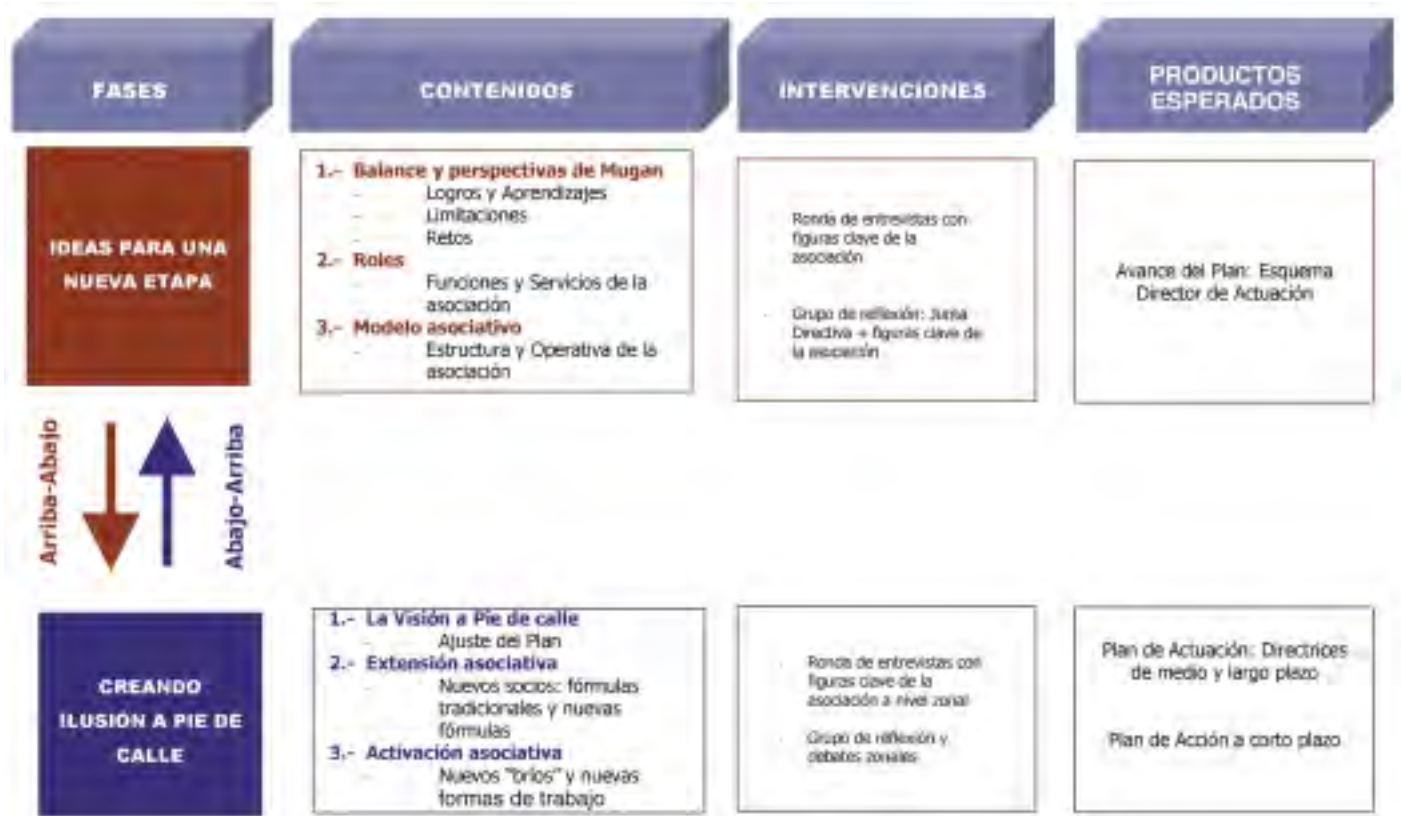 FASES
CONTENIDOS
INTERVENCIONES
PRODUCTOS
ESPERADOS
IDEAS PARA UNA
NUEVA ETAPA
1.- Balance y perspectivas de Mugan
- Logros y Aprendizajes
- Limitaciones
- Retos
2.- Roles
- Funciones y Servicios de la
asociación
3.- Modelo asociativo
- Estructura y Operativa de la
asociación
- Ronda de entrevistas con
figuras clave de la
asociación
- Grupo de reflexión: Junta
Directiva + figuras clave de
la asociación
Avance del Plan: Esquema
Director de Actuación
Arriba-Abajo
Abajo-Arriba
CREANDO
ILUSIÓN A PIE DE
CALLE
1.- La Visión a Pie de calle
- Ajuste del Plan
2.- Extensión asociativa
- Nuevos socios: fórmulas
tradicionales y nuevas
fórmulas
3.- Activación asociativa
- Nuevos "bríos" y nuevas
formas de trabajo
- Ronda de entrevistas con
figuras clave de la
asociación a nivel zonal
- Grupo de reflexión y
debates zonales
Plan de Actuación: Directrices
de medio y largo plazo
Plan de Acción a corto plazo